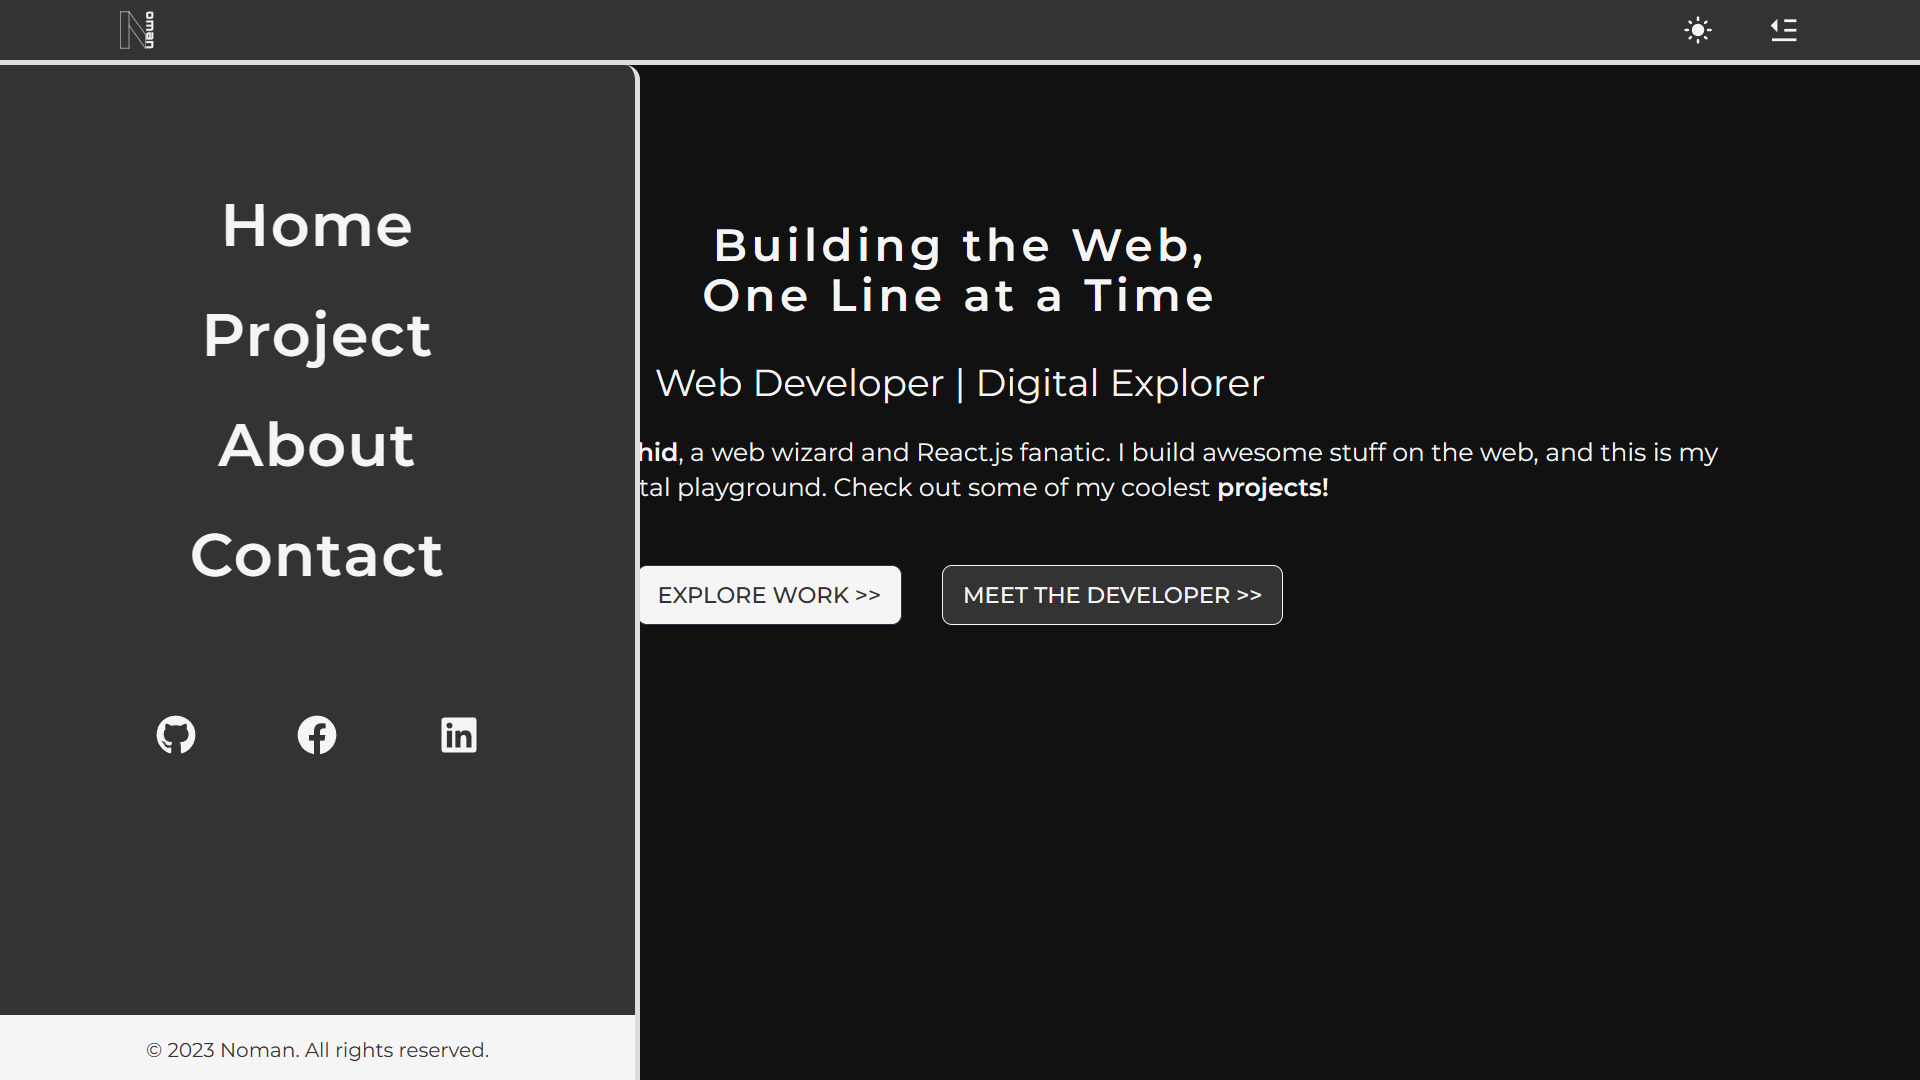 Noman
Home
Project
About
Contact
© 2023 Noman. All rights reserved.
Building the Web,
One Line at a Time
Web Developer | Digital Explorer
hid, a web wizard and React.js fanatic. I build awesome stuff on the web, and this is my
tal playground. Check out some of my coolest projects!
EXPLORE WORK >>
MEET THE DEVELOPER >>